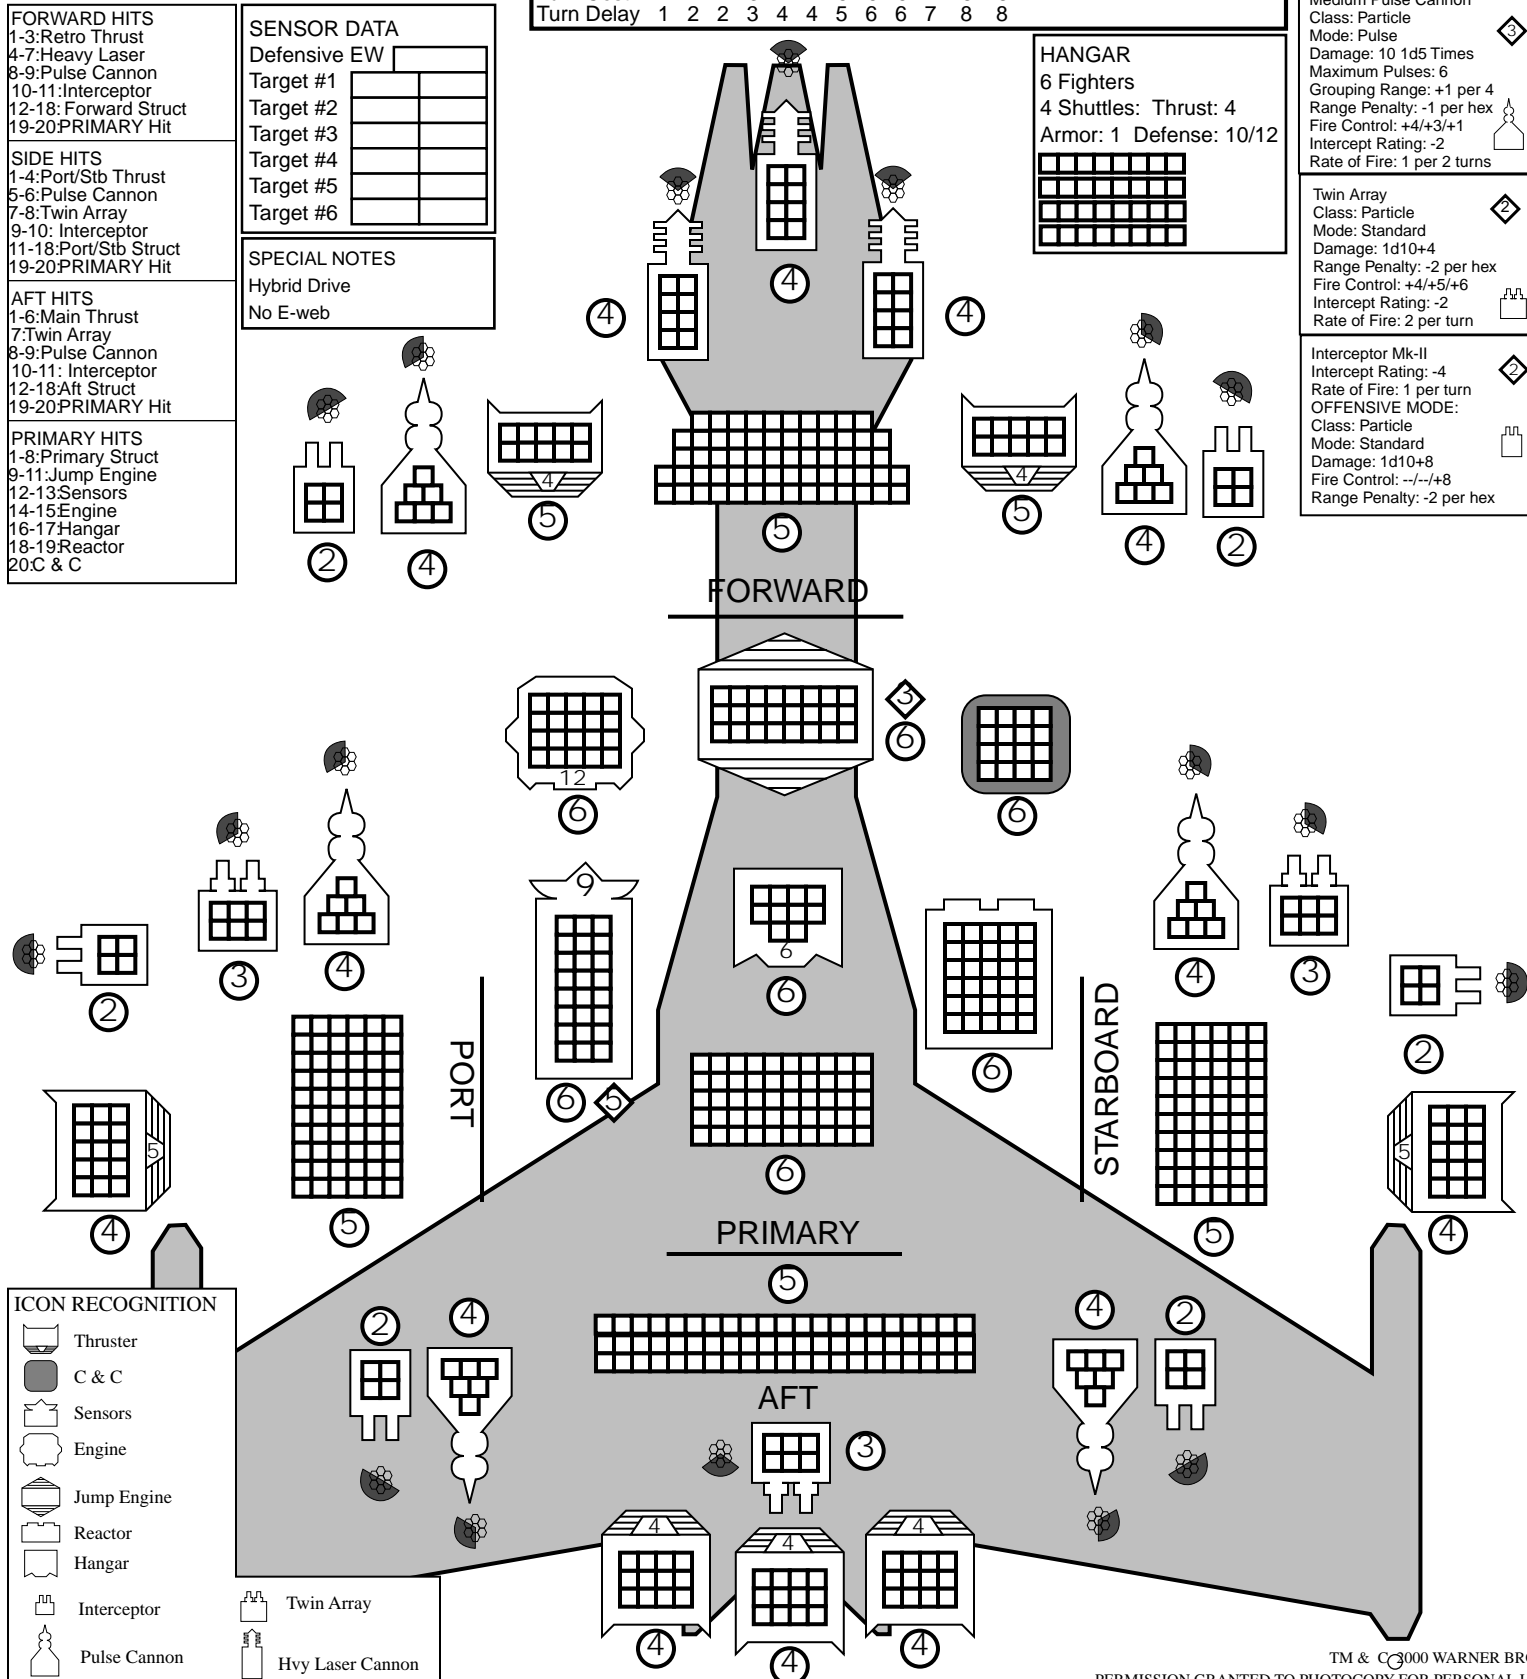 FORWARD HITS
1-3:Retro Thrust
4-7:Heavy Laser
8-9:Pulse Cannon
10-11:Interceptor
12-18: Forward Struct
19-20:PRIMARY Hit
SIDE HITS
1-4:Port/Stb Thrust
5-6:Pulse Cannon
7-8:Twin Array
9-10: Interceptor
11-18:Port/Stb Struct
19-20:PRIMARY Hit
AFT HITS
1-6:Main Thrust
7:Twin Array
8-9:Pulse Cannon
10-11: Interceptor
12-18:Aft Struct
19-20:PRIMARY Hit
PRIMARY HITS
1-8:Primary Struct
9-11:Jump Engine
12-13:Sensors
14-15:Engine
16-17:Hangar
18-19:Reactor
20:C & C
SENSOR DATA
Defensive EW
Target #1
Target #2
Target #3
Target #4
Target #5
Target #6
SPECIAL NOTES
Hybrid Drive
No E-web
Turn Delay 1 2 2 3 4 4 5 6 6 7 8 8
HANGAR
6 Fighters
4 Shuttles: Thrust: 4
Armor: 1 Defense: 10/12
Medium Pulse Cannon
Class: Particle
3
Mode: Pulse
Damage: 10 1d5 Times
Maximum Pulses: 6
Grouping Range: +1 per 4
Range Penalty: -1 per hex
Fire Control: +4/+3/+1
Intercept Rating: -2
Rate of Fire: 1 per 2 turns
Twin Array
2
Class: Particle
Mode: Standard
Damage: 1d10+4
Range Penalty: -2 per hex
Fire Control: +4/+5/+6
Intercept Rating: -2
Rate of Fire: 2 per turn
Interceptor Mk-II
2
Intercept Rating: -4
Rate of Fire: 1 per turn
OFFENSIVE MODE:
Class: Particle
Mode: Standard
Damage: 1d10+8
Fire Control: --/--/+8
Range Penalty: -2 per hex
4
4 4
4 4
5 5
5
2 4 4 2
FORWARD
3
6
12
6 6
9
6
3 4 6 4 3
2 2
PORT
STARBOARD
6 5 6
5 5
6
4 5 5 4
PRIMARY
5
2 4 4 2
AFT
3
4 4 4
4 4 4
ICON RECOGNITION
Thruster
C & C
Sensors
Engine
Jump Engine
Reactor
Hangar
Interceptor
Twin Array
Pulse Cannon
Hvy Laser Cannon
TM & C 2000 WARNER BRO